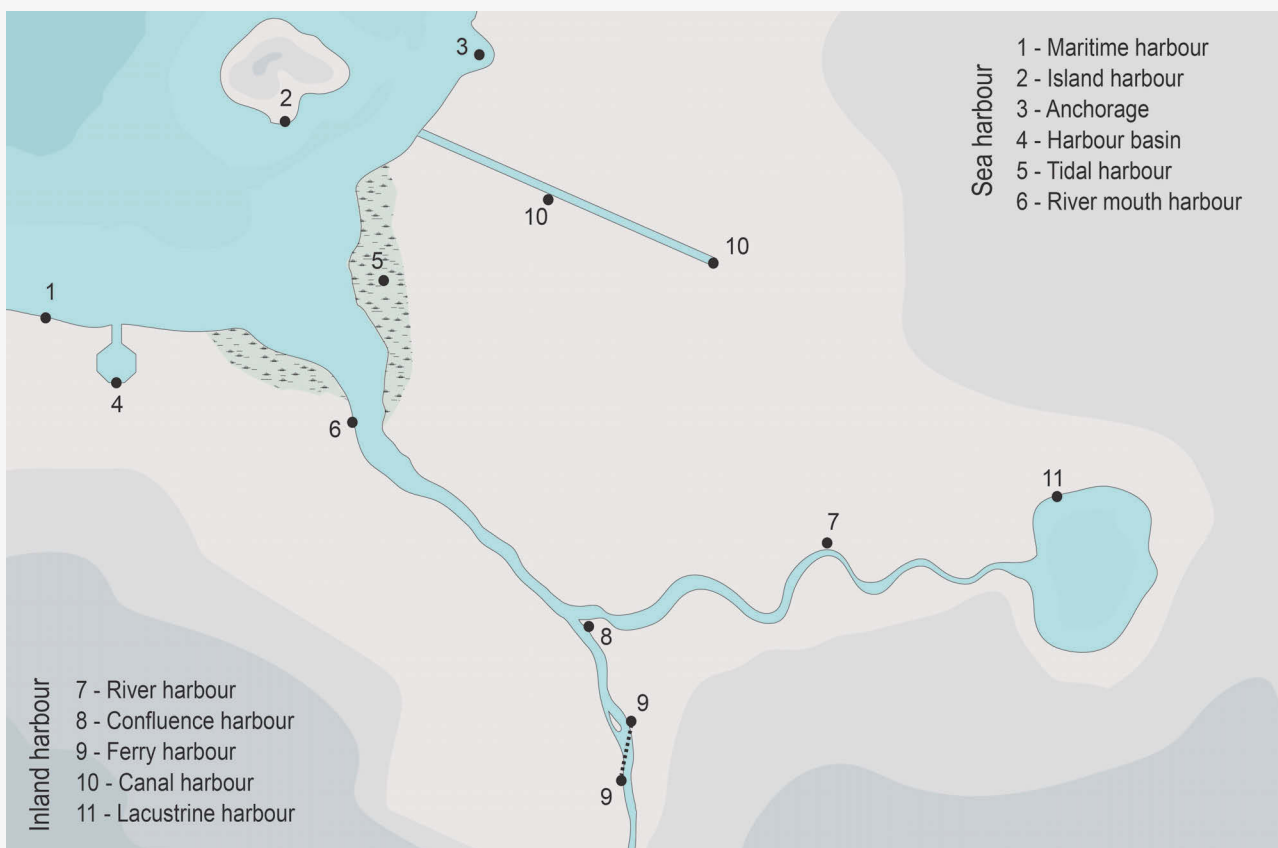 3
2
10
10
5
1
4
6
11
7
8
9
9
Sea harbour
1 - Maritime harbour
2 - Island harbour
3 - Anchorage
4 - Harbour basin
5 - Tidal harbour
6 - River mouth harbour
Inland harbour
7 - River harbour
8 - Confluence harbour
9 - Ferry harbour
10 - Canal harbour
11 - Lacustrine harbour